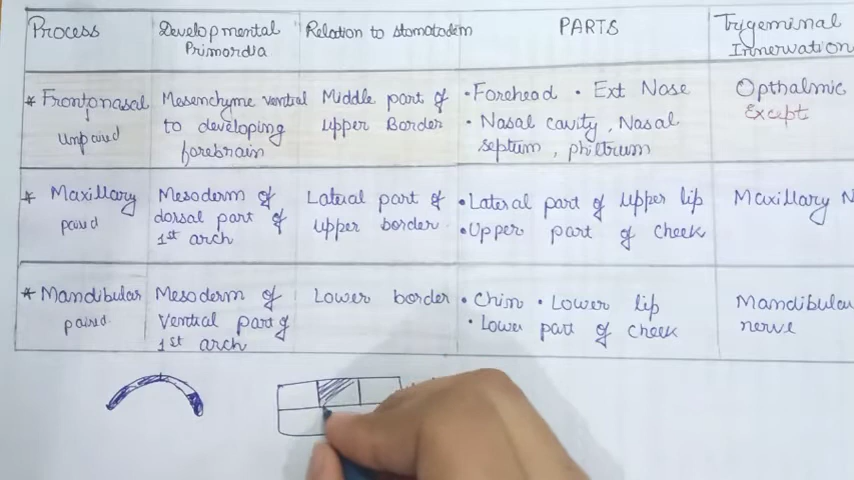 Process
Developmental
Primordia
Relation to stomatodem
PARTS
Trigeminal
Innervation
* Frontonasal
unpaired
Mesenchyme vential
to developing
forebrain
Middle part of
upper Border
• Forehead • Ext Nose
• Nasal cavity, Nasal
septum, philtrum
Opthalmic
Except
* Maxillary
paired
Mesoderm of
dorsal part of
1st arch
Lateral part of
upper border
• Lateral part of upper lip
• Upper part of cheek
Maxillary N
* Mandibular
paired
Mesoderm of
Ventral part of
1st arch
Lower border
• Chin • Lower lip
• Lower part of cheek
Mandibular
nerve